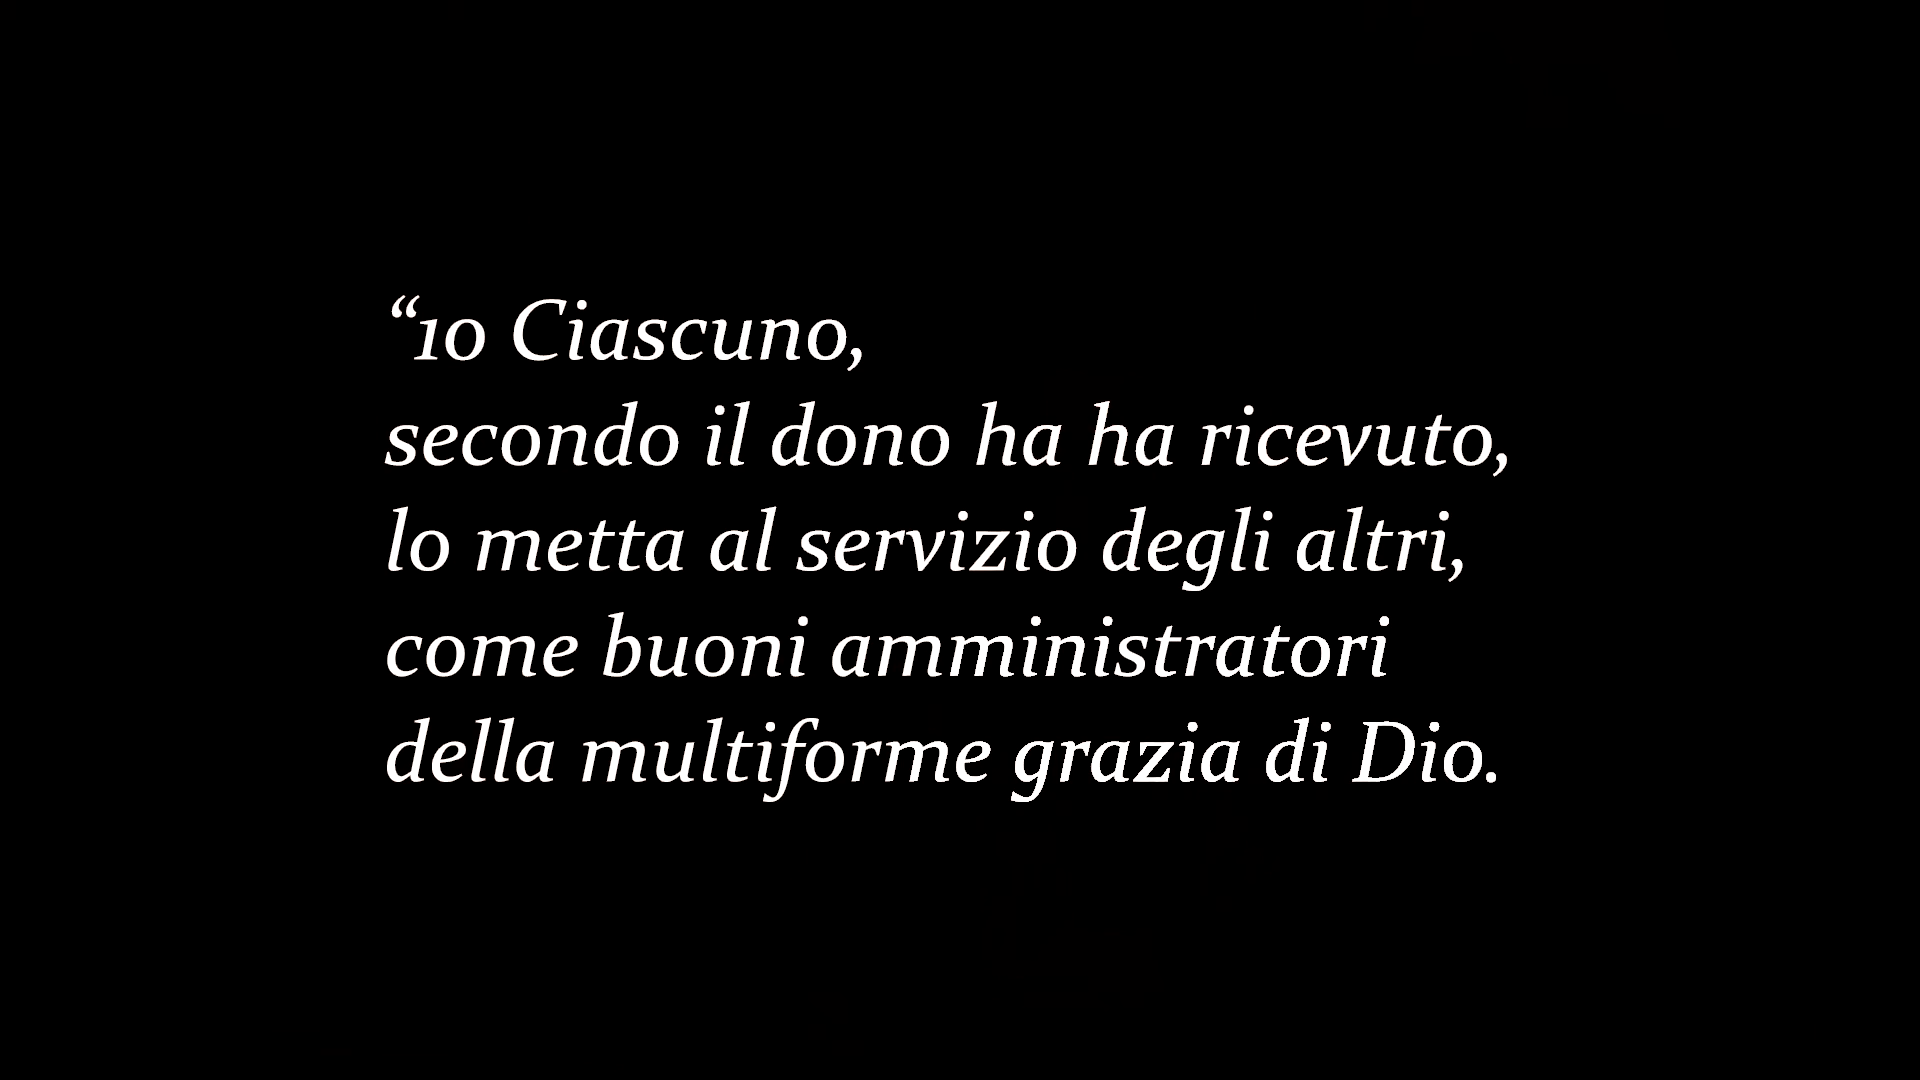 “10 Ciascuno,
secondo il dono ha ha ricevuto,
lo metta al servizio degli altri,
come buoni amministratori
della multiforme grazia di Dio.